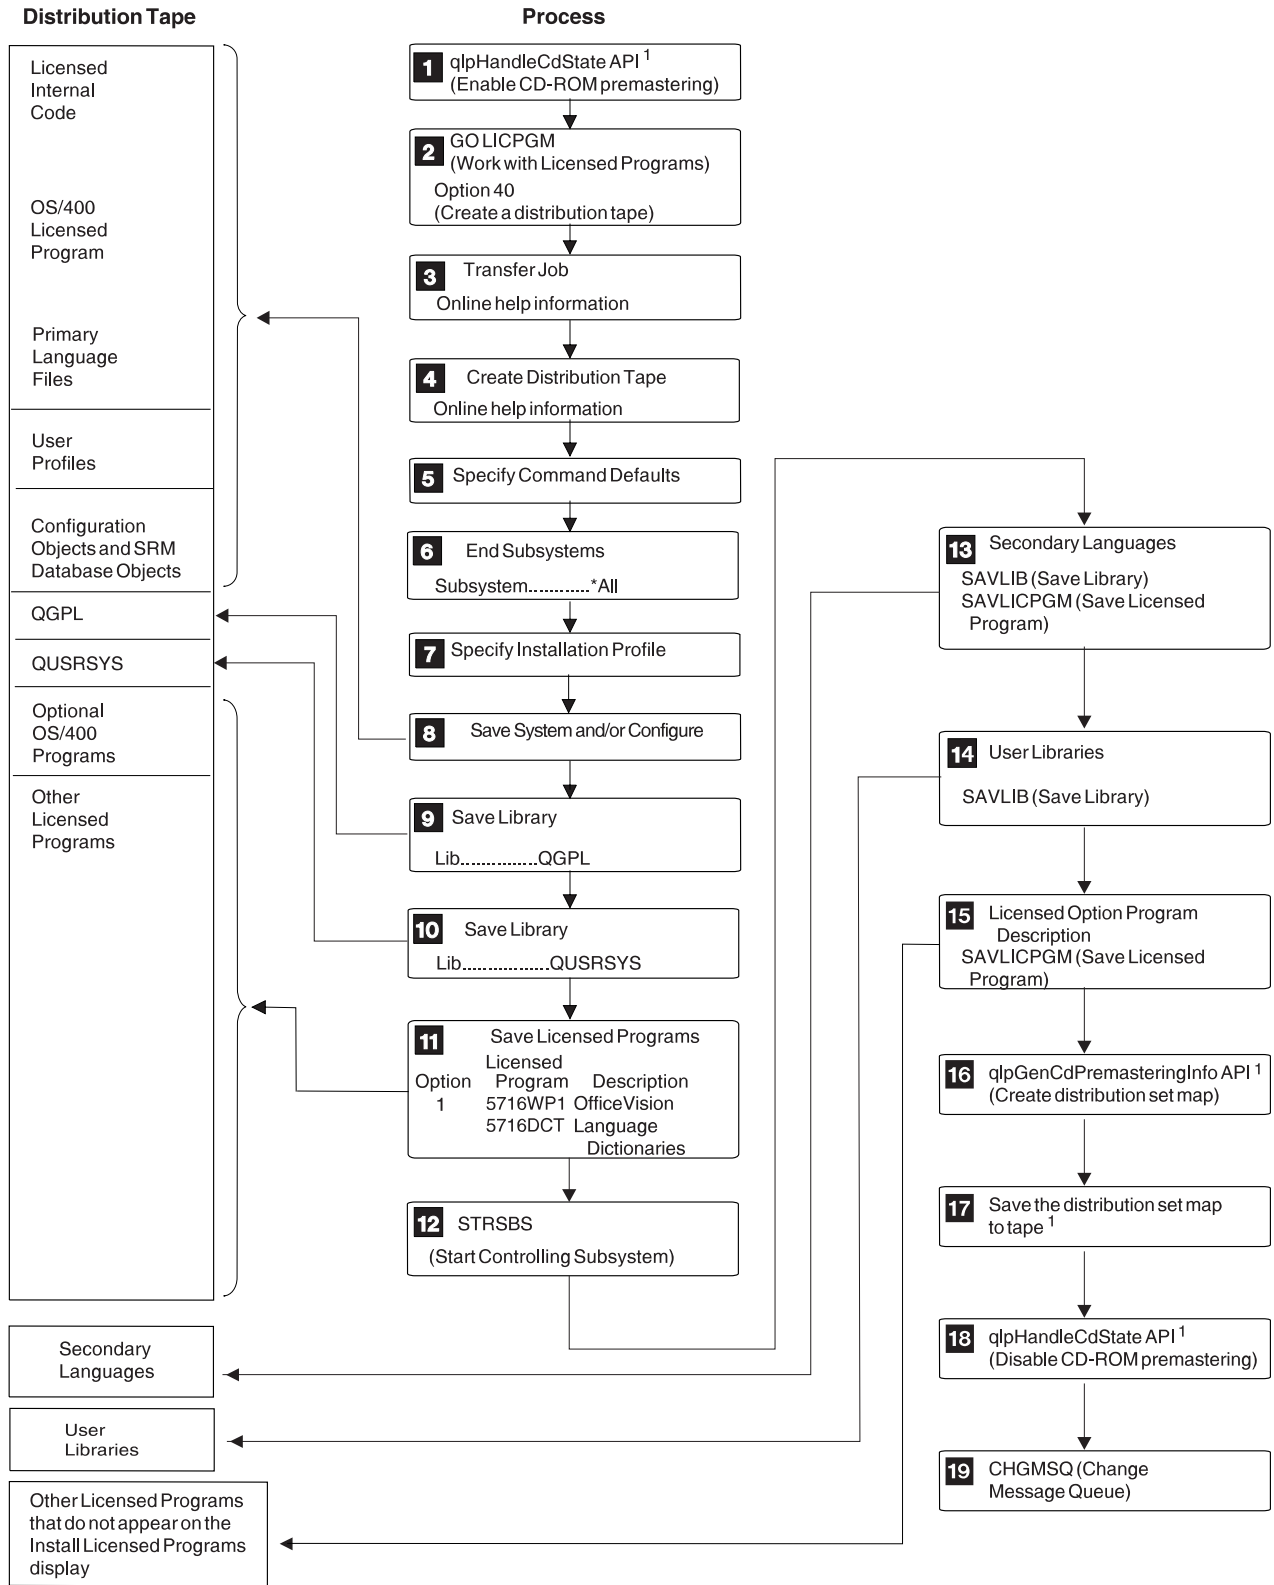 Distribution Tape
Licensed
Internal
Code
OS/400
Licensed
Program
Primary
Language
Files
User
Profiles
Configuration
Objects and SRM
Database Objects
QGPL
QUSRSYS
Optional
OS/400
Programs
Other
Licensed
Programs
Secondary
Languages
User
Libraries
Other Licensed Programs
that do not appear on the
Install Licensed Programs
display
Process
1 qlpHandleCdState API 1
(Enable CD-ROM premastering)
2 GO LICPGM
(Work with Licensed Programs)
Option 40
(Create a distribution tape)
3 Transfer Job
Online help information
4 Create Distribution Tape
Online help information
5 Specify Command Defaults
6 End Subsystems
Subsystem............ *All
7 Specify Installation Profile
8 Save System and/or Configure
9 Save Library
Lib...............QGPL
10 Save Library
Lib.................QUSRSYS
11 Save Licensed Programs
Licensed
Option Program Description
1 5716WP1 OfficeVision
5716DCT Language
Dictionaries
12 STRSBS
(Start Controlling Subsystem)
13 Secondary Languages
SAVLIB (Save Library)
SAVLICPGM (Save Licensed
Program)
14 User Libraries
SAVLIB (Save Library)
15 Licensed Option Program
Description
SAVLICPGM (Save Licensed
Program)
16 qlpGenCdPremasteringInfo API 1
(Create distribution set map)
17 Save the distribution set map
to tape 1
18 qlpHandleCdState API 1
(Disable CD-ROM premastering)
19 CHGMSQ (Change
Message Queue)